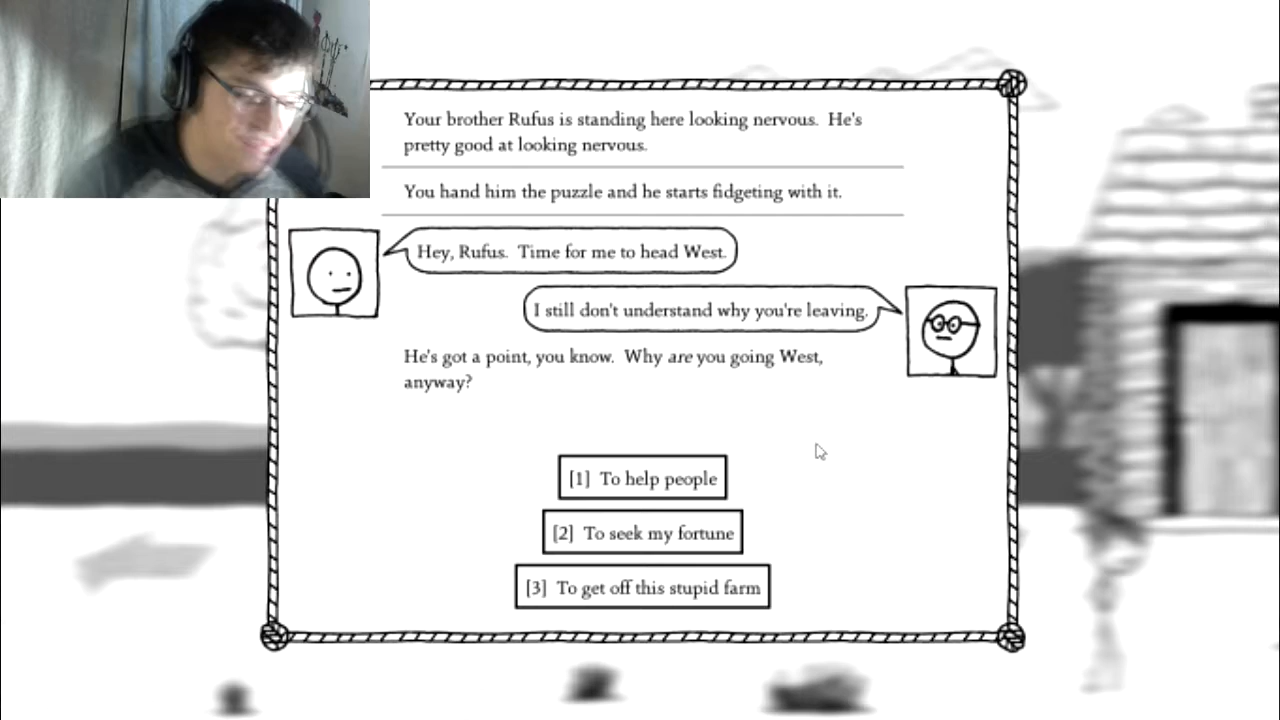 Your brother Rufus is standing here looking nervous.  He's
pretty good at looking nervous.
You hand him the puzzle and he starts fidgeting with it.
Hey, Rufus.  Time for me to head West.
I still don't understand why you're leaving.
He's got a point, you know.  Why are you going West,
anyway?
[1]  To help people
[2]  To seek my fortune
[3]  To get off this stupid farm